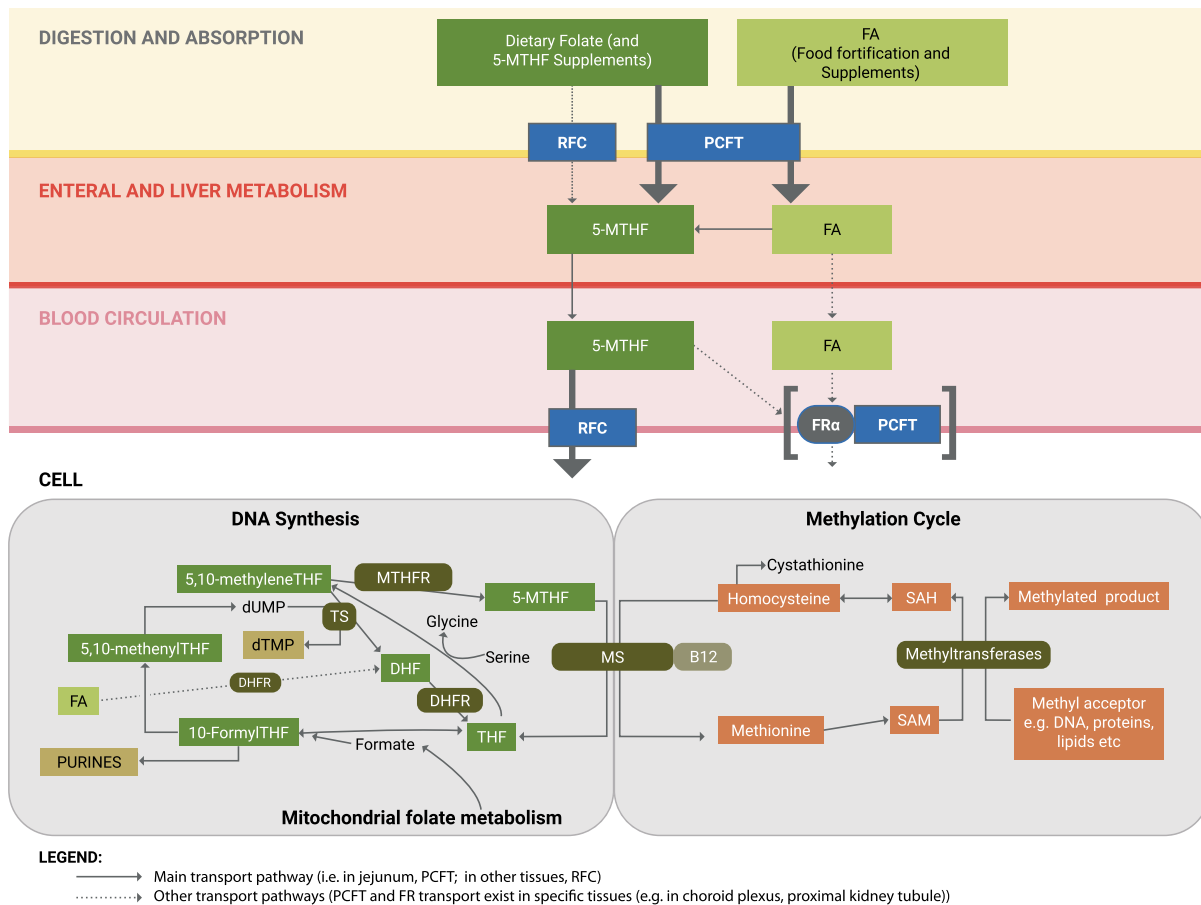 DIGESTION AND ABSORPTION
Dietary Folate (and
5-MTHF Supplements)
FA
(Food fortification and
Supplements)
RFC
PCFT
ENTERAL AND LIVER METABOLISM
5-MTHF
FA
BLOOD CIRCULATION
5-MTHF
FA
RFC
FRα
PCFT
CELL
DNA Synthesis
5,10-methyleneTHF
MTHFR
5-MTHF
dUMP
TS
dTMP
Glycine
Serine
5,10-methenylTHF
DHF
DHFR
FA
DHFR
10-FormylTHF
Formate
THF
PURINES
Mitochondrial folate metabolism
MS
B12
Methylation Cycle
Cystathionine
Homocysteine
SAH
Methylated product
Methyltransferases
Methionine
SAM
Methyl acceptor
e.g. DNA, proteins,
lipids etc
LEGEND:
Main transport pathway (i.e. in jejunum, PCFT; in other tissues, RFC)
Other transport pathways (PCFT and FR transport exist in specific tissues (e.g. in choroid plexus, proximal kidney tubule))